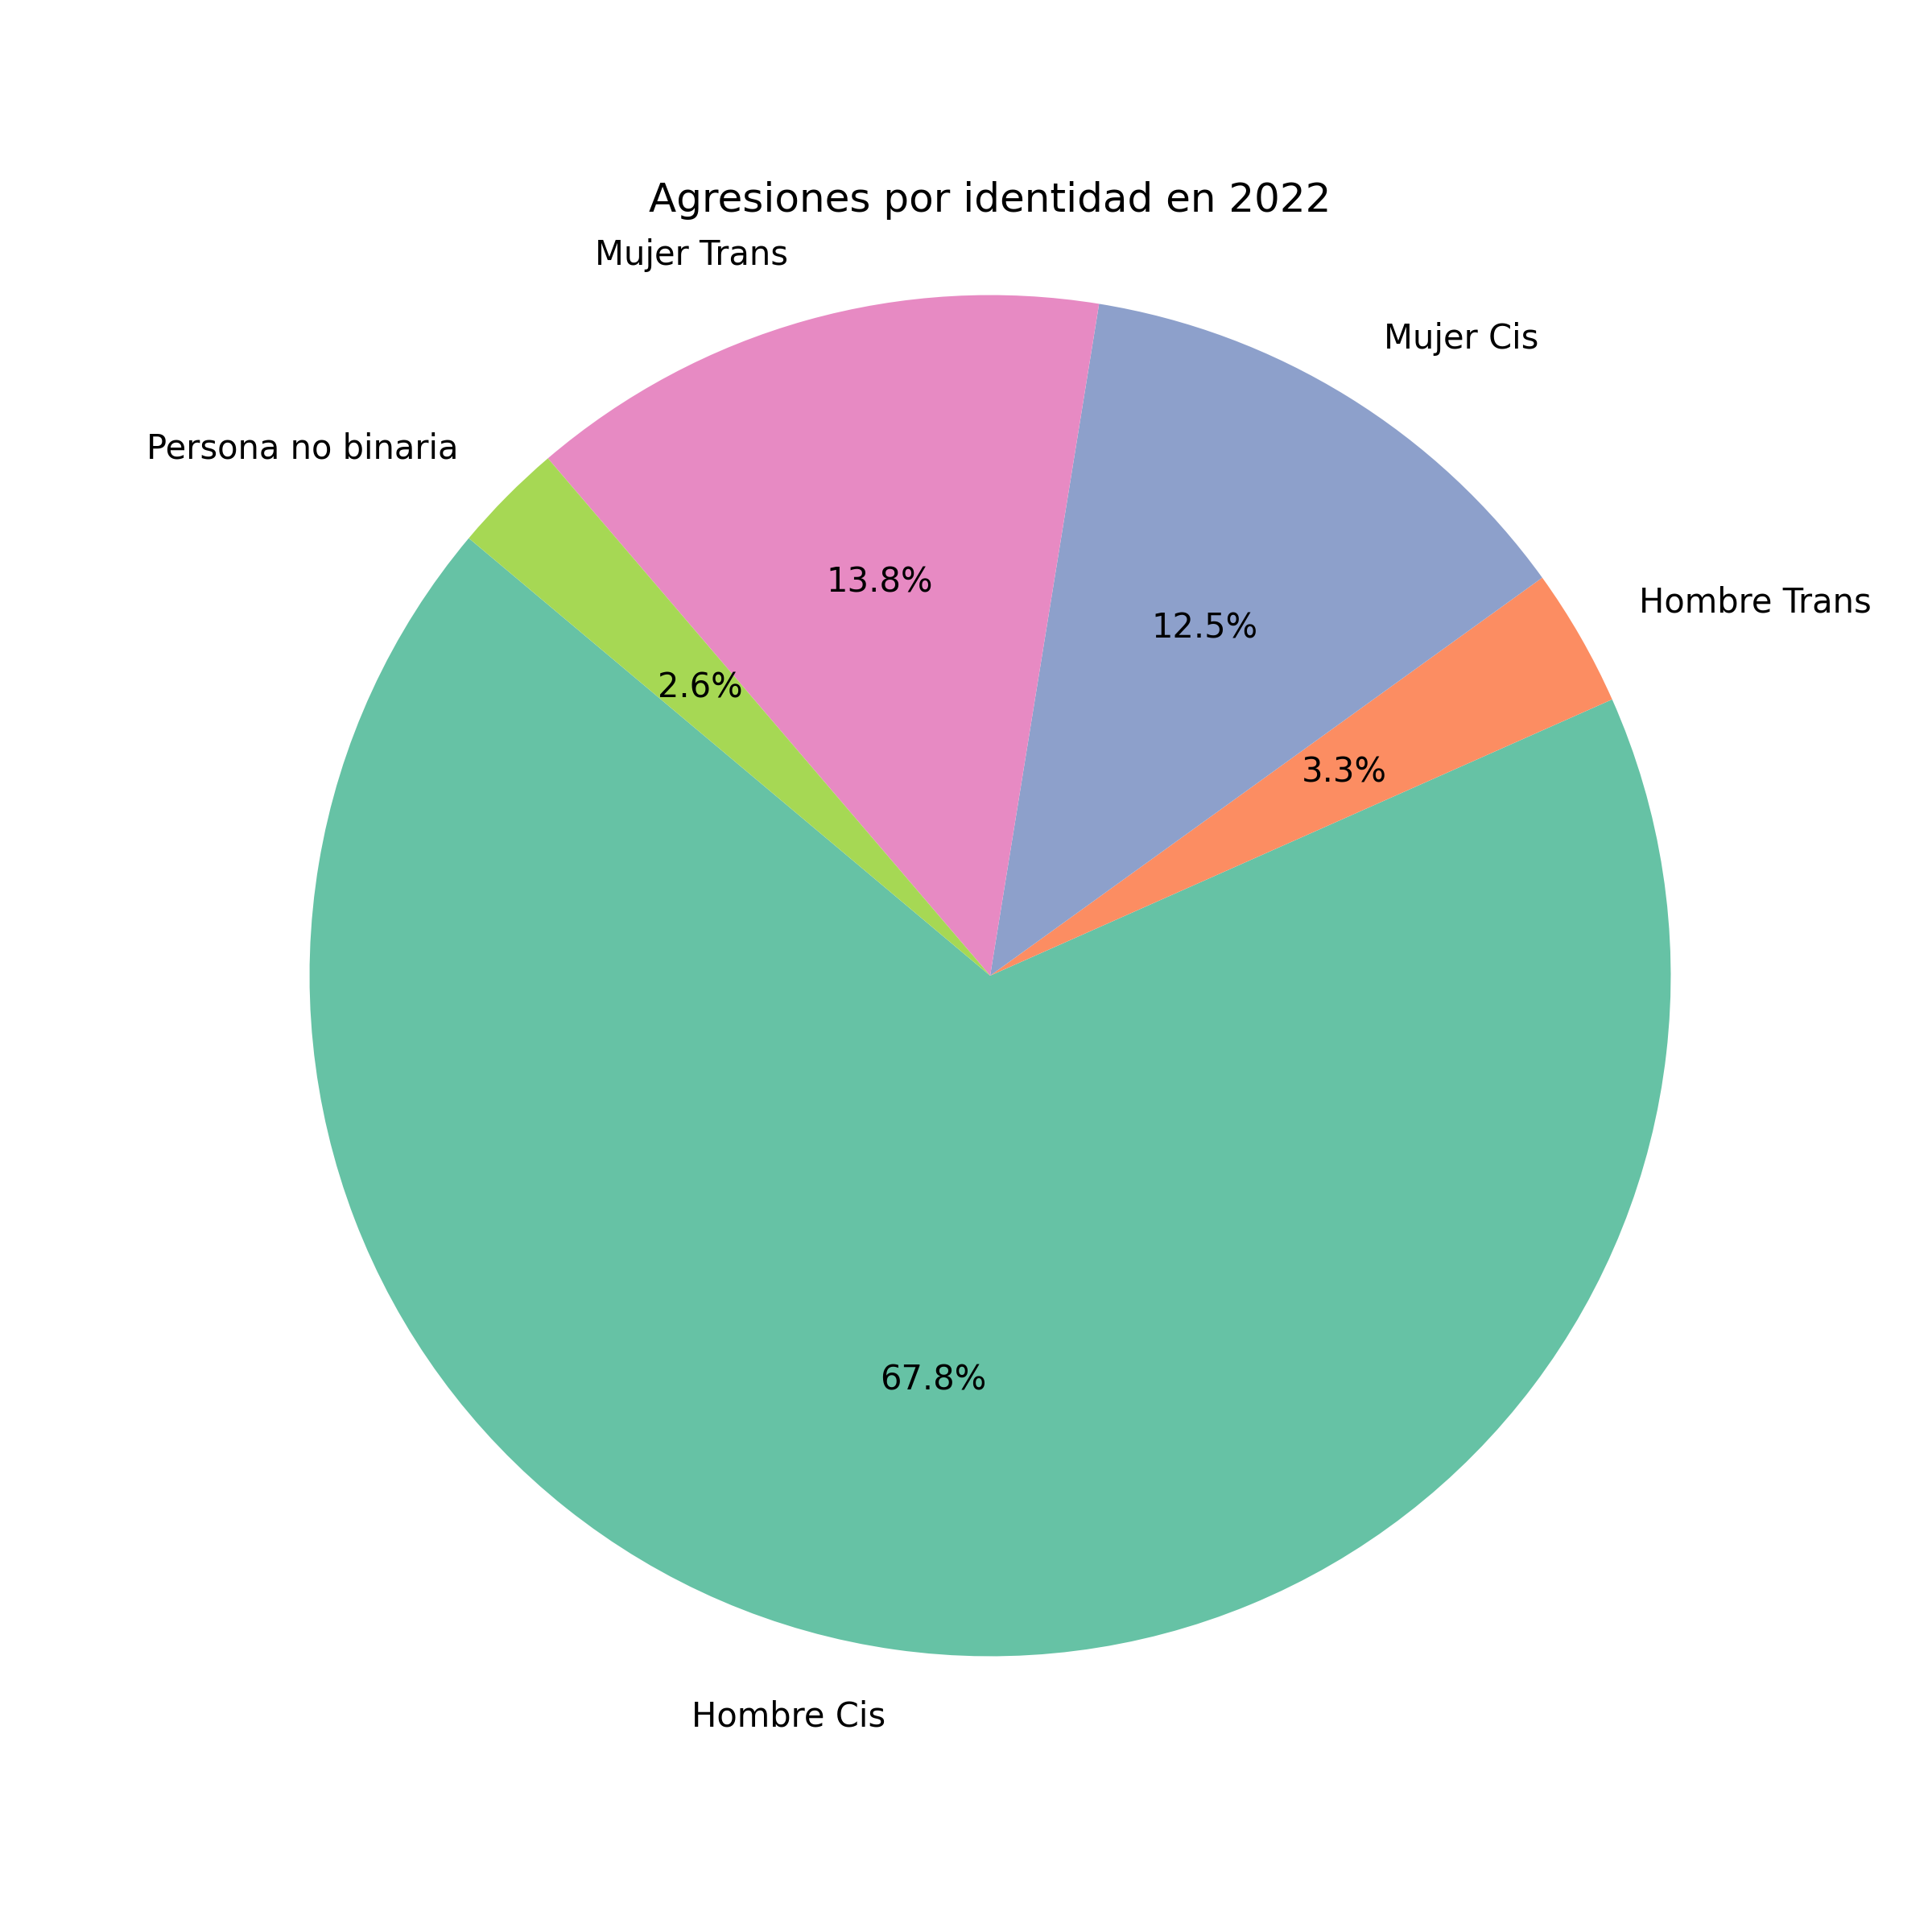 Agresiones por identidad en 2022
Mujer Trans
Mujer Cis
Persona no binaria
Hombre Trans
13.8%
12.5%
2.6%
3.3%
67.8%
Hombre Cis